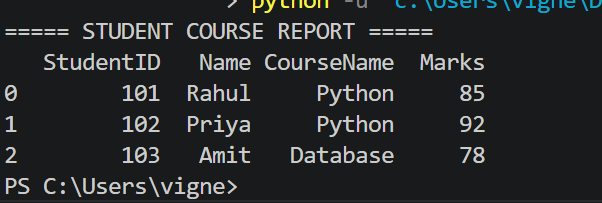 > python -u "c:\Users\vigne\D
===== STUDENT COURSE REPORT =====
   StudentID   Name CourseName  Marks
0        101  Rahul     Python     85
1        102  Priya     Python     92
2        103   Amit   Database     78
PS C:\Users\vigne>